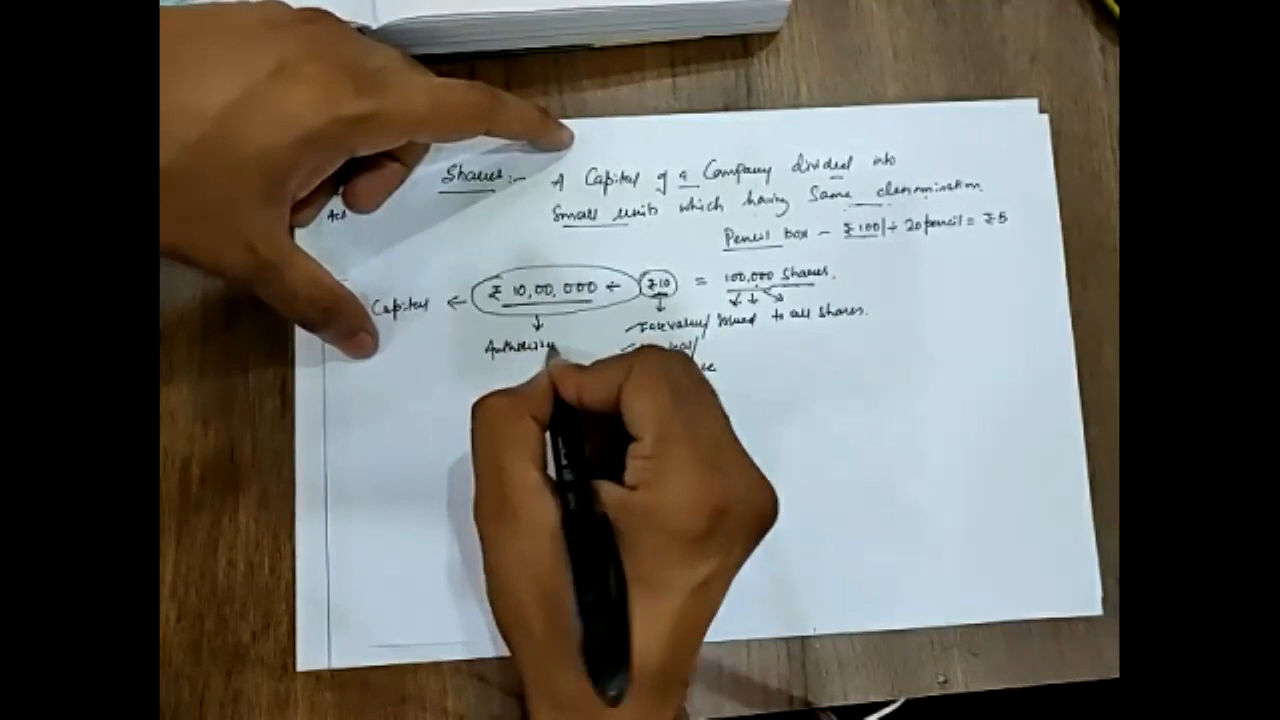 Shares:- A Capital of a Company divided into
Small units which having Same denomination.
Act
Pencil box - ₹100/÷ 20 pencil = ₹5
Capital ← ₹ 10,00,000 ÷ ₹10 = 100,000 Shares.
Facevalue/ Issued to all shares.